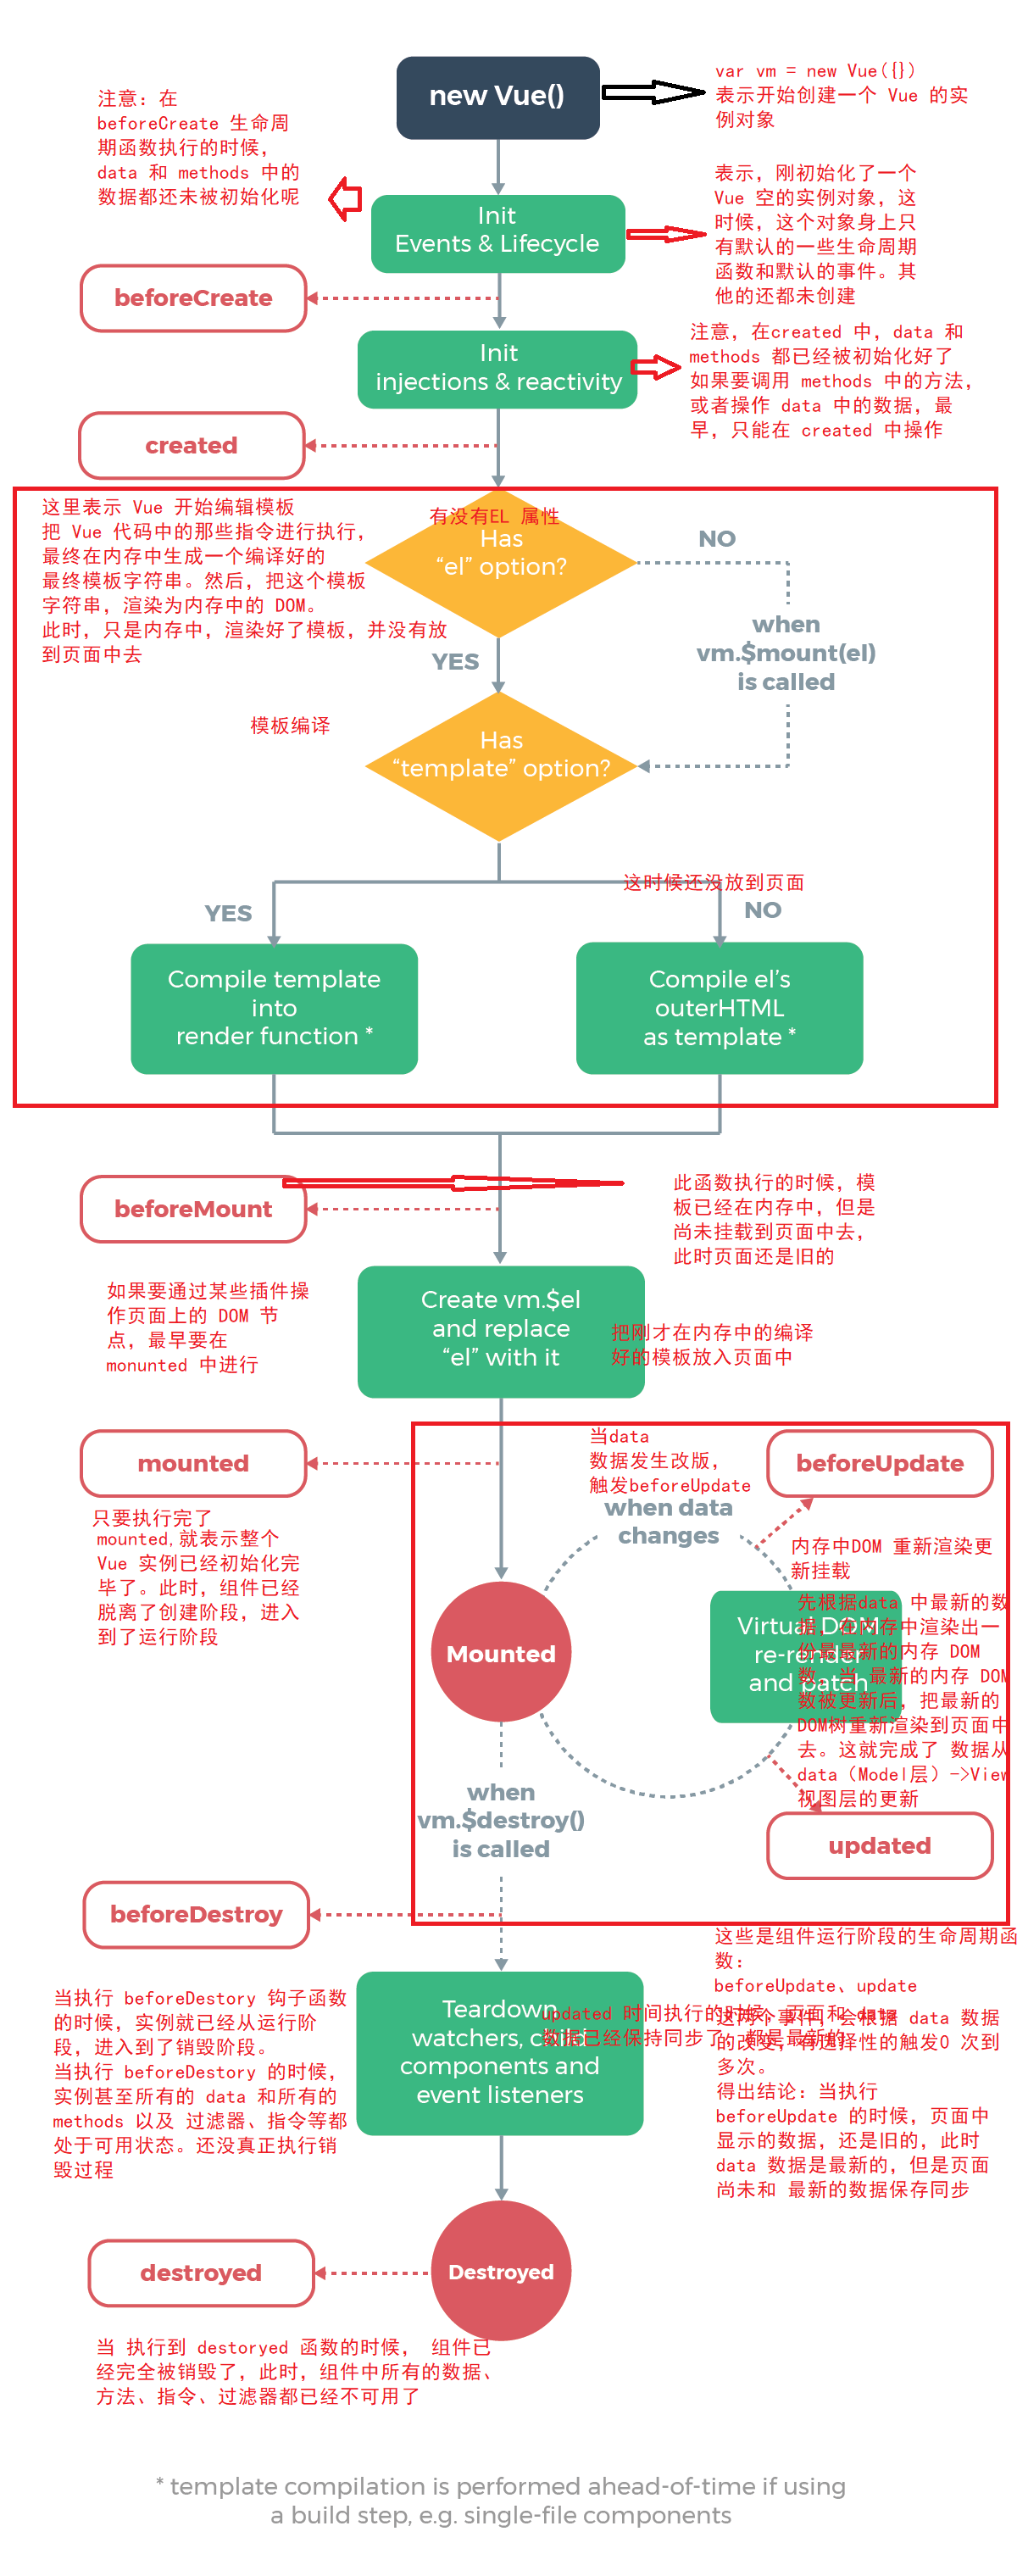 new Vue()
var vm = new Vue({})
表示开始创建一个 Vue 的实
例对象
注意: 在
beforeCreate 生命周
期函数执行的时候，
data 和 methods 中的
数据都还未被初始化呢
Init
Events & Lifecycle
表示，刚初始化了一个
Vue 空的实例对象，这
时候，这个对象身上只
有默认的一些生命周期
函数和默认的事件。其
他的还都未创建
beforeCreate
Init
injections & reactivity
注意，在created 中，data 和
methods 都已经被初始化好了
如果要调用 methods 中的方法，
或者操作 data 中的数据，最
早，只能在 created 中操作
created
这里表示 Vue 开始编辑模板
把 Vue 代码中的那些指令进行执行，
最终在内存中生成一个编译好的
最终模板字符串。然后，把这个模板
字符串，渲染为内存中的 DOM。
此时，只是内存中，渲染好了模板，并没有放
到页面中去
有没有EL 属性
Has
“el” option?
NO
when
vm.$mount(el)
is called
YES
模板编译
Has
“template” option?
这时候还没放到页面
YES
NO
Compile template
into
render function *
Compile el’s
outerHTML
as template *
beforeMount
此函数执行的时候，模
板已经在内存中，但是
尚未挂载到页面中去，
此时页面还是旧的
如果要通过某些插件操
作页面上的 DOM 节
点，最早要在
monunted 中进行
Create vm.$el
and replace
“el” with it
把刚才在内存中的编译
好的模板放入页面中
mounted
只要执行完了
mounted,就表示整个
Vue 实例已经初始化完
毕了。此时，组件已经
脱离了创建阶段，进入
到了运行阶段
当data
数据发生改版，
触发beforeUpdate
when data
changes
beforeUpdate
内存中DOM 重新渲染更
新挂载
Mounted
Virtual DOM
re-render
and patch
先根据data 中最新的数
据，在内存中渲染出一
份最最新的内存 DOM
数，当 最新的内存 DOM
数被更新后，把最新的
DOM树重新渲染到页面中
去。这就完成了 数据从
data（Model层）->View
视图层的更新
updated
when
vm.$destroy()
is called
beforeDestroy
当执行 beforeDestory 钩子函数
的时候，实例就已经从运行阶
段，进入到了销毁阶段。
当执行 beforeDestory 的时候，
实例甚至所有的 data 和所有的
methods 以及 过滤器、指令等都
处于可用状态。还没真正执行销
毁过程
Teardown
watchers, child
components and
event listeners
updated 时间执行的时候，页面和 data
数据已经保持同步了，都是最新的
这些是组件运行阶段的生命周期函
数：
beforeUpdate、update
这两个事件，会根据 data 数据
的改变，有选择性的触发0 次到
多次。
得出结论: 当执行
beforeUpdate 的时候，页面中
显示的数据，还是旧的，此时
data 数据是最新的，但是页面
尚未和 最新的数据保存同步
destroyed
Destroyed
当 执行到 destoryed 函数的时候， 组件已
经完全被销毁了，此时，组件中所有的数据、
方法、指令、过滤器都已经不可用了
* template compilation is performed ahead-of-time if using
a build step, e.g. single-file components